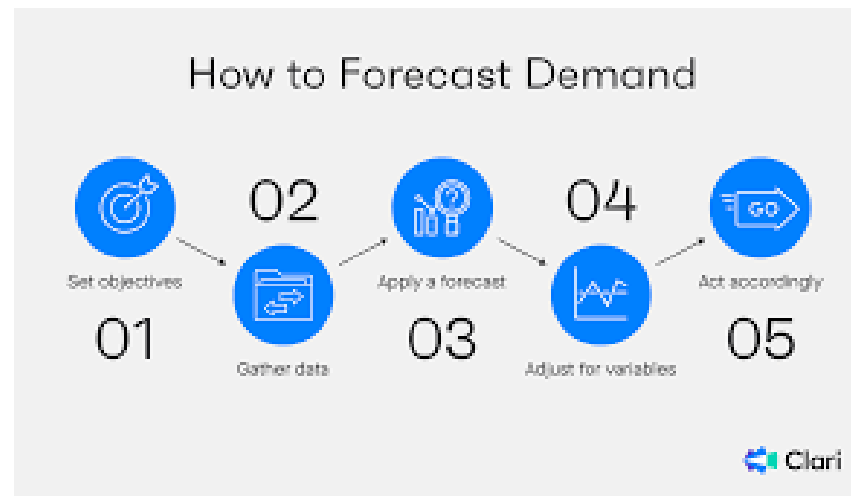 How to Forecast Demand
01
Set objectives
02
Gather data
03
Apply a forecast
04
Adjust for variables
05
Act accordingly
GO
?
Clari